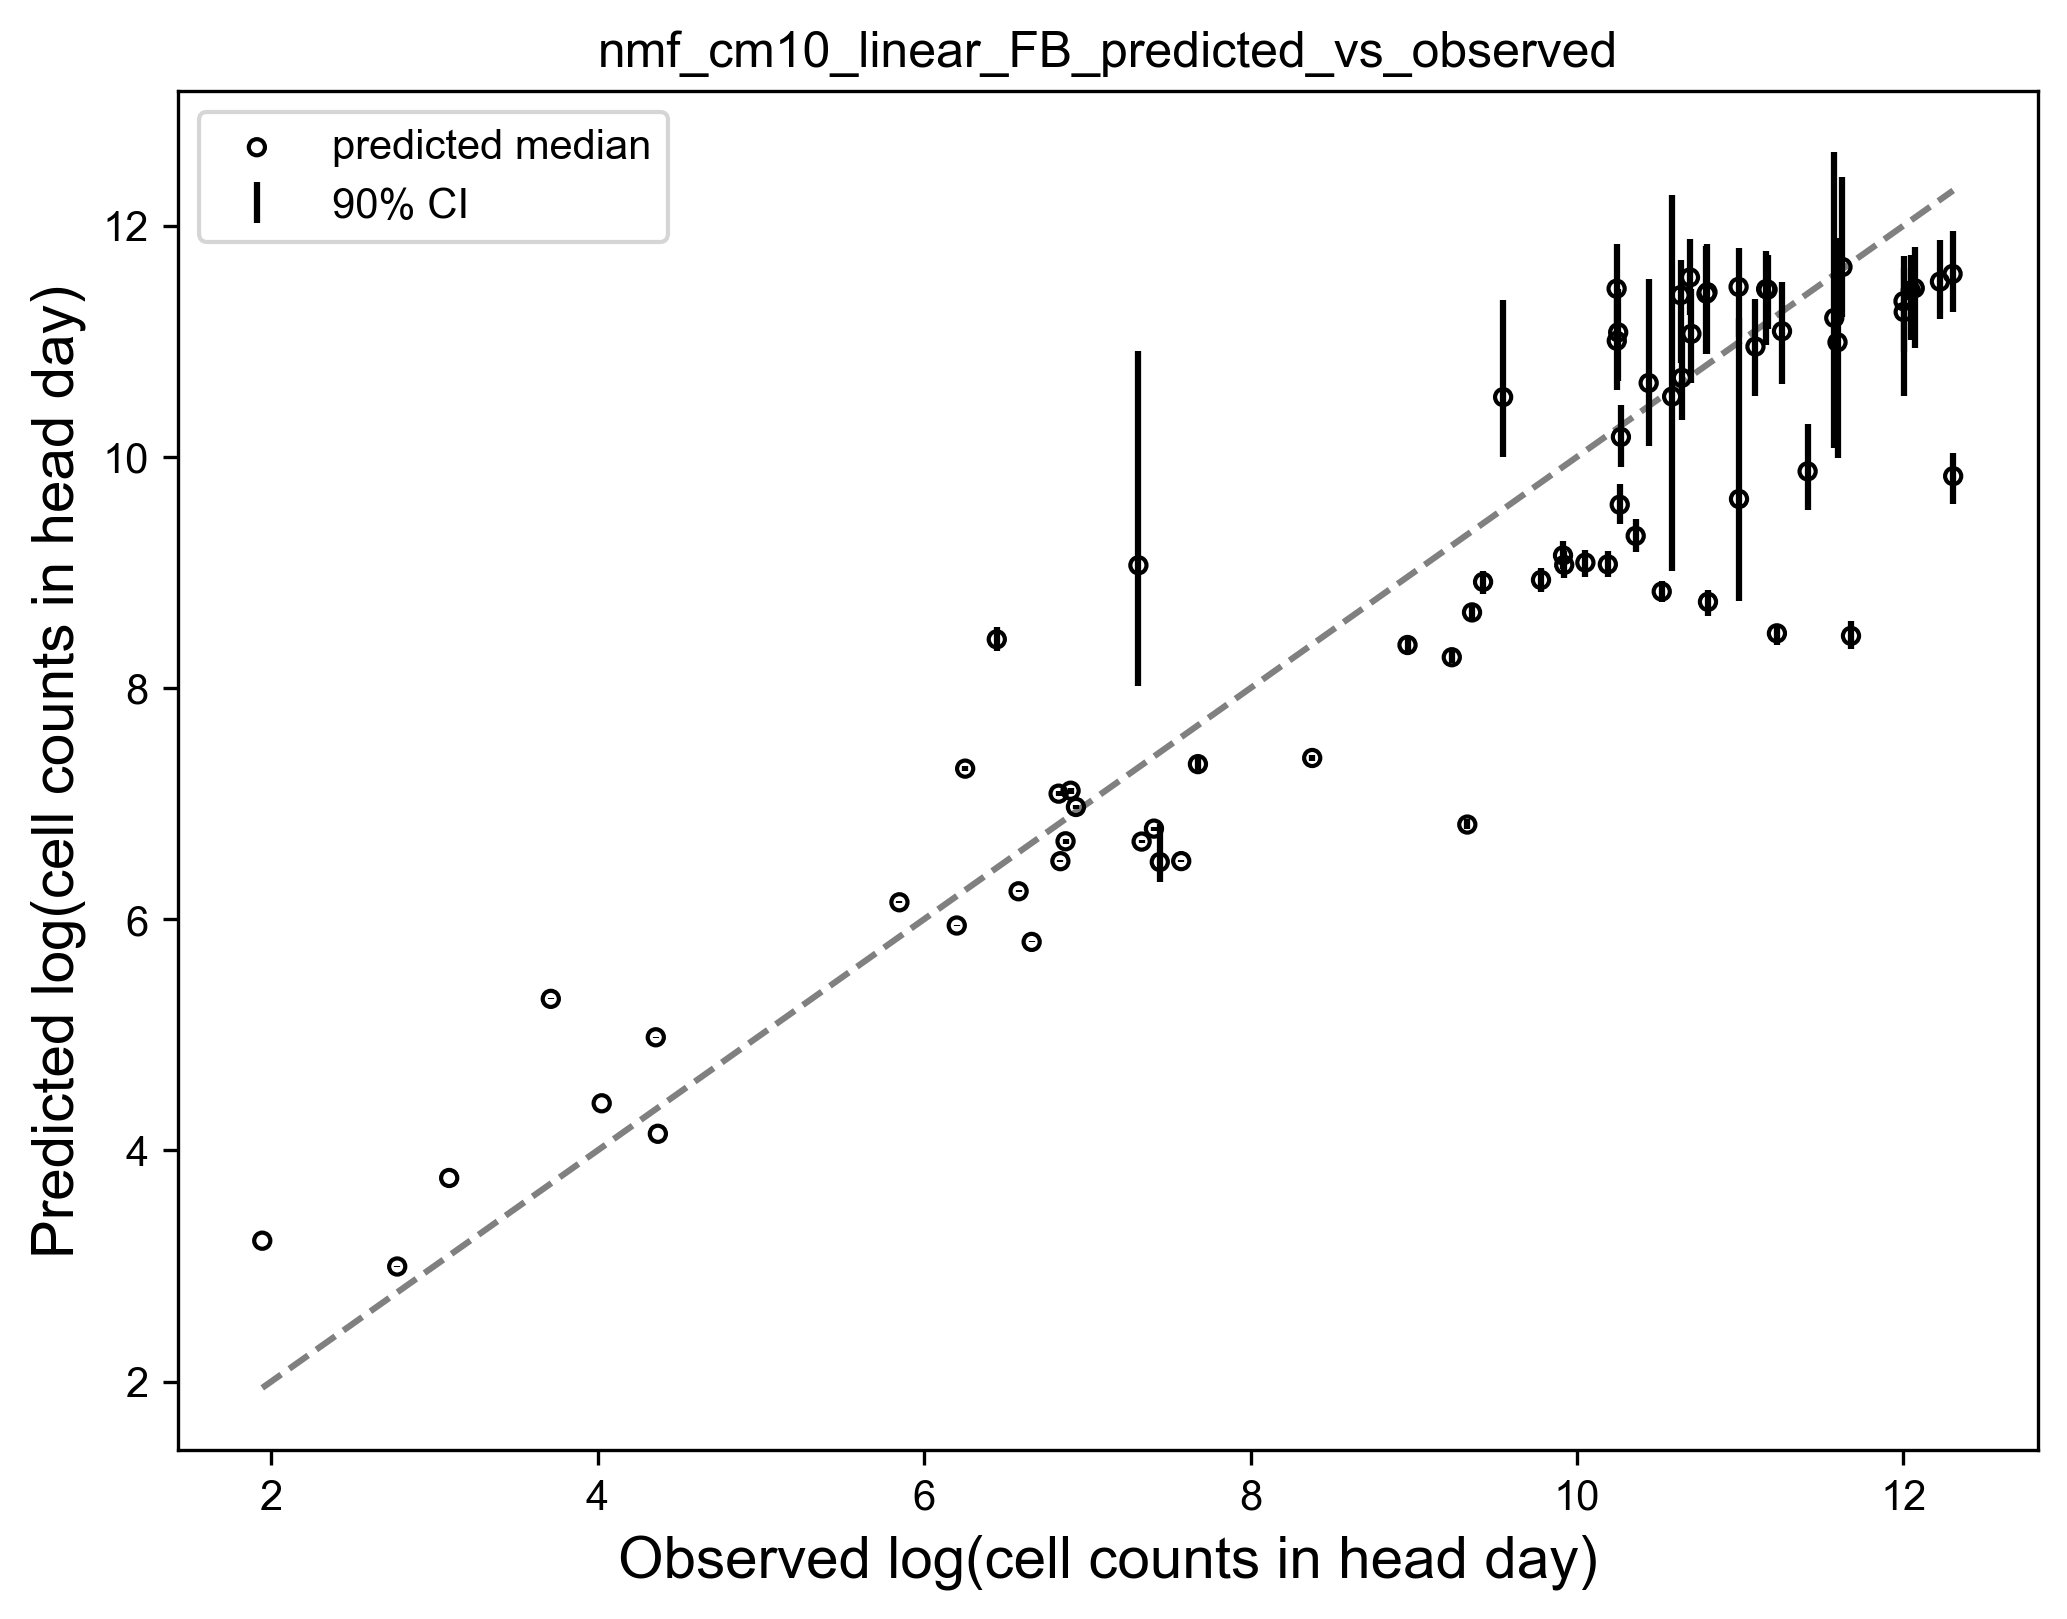 nmf_cm10_linear_FB_predicted_vs_observed
predicted median
90% CI
Predicted log(cell counts in head day)
12
10
8
6
4
2
2 4 6 8 10 12
Observed log(cell counts in head day)